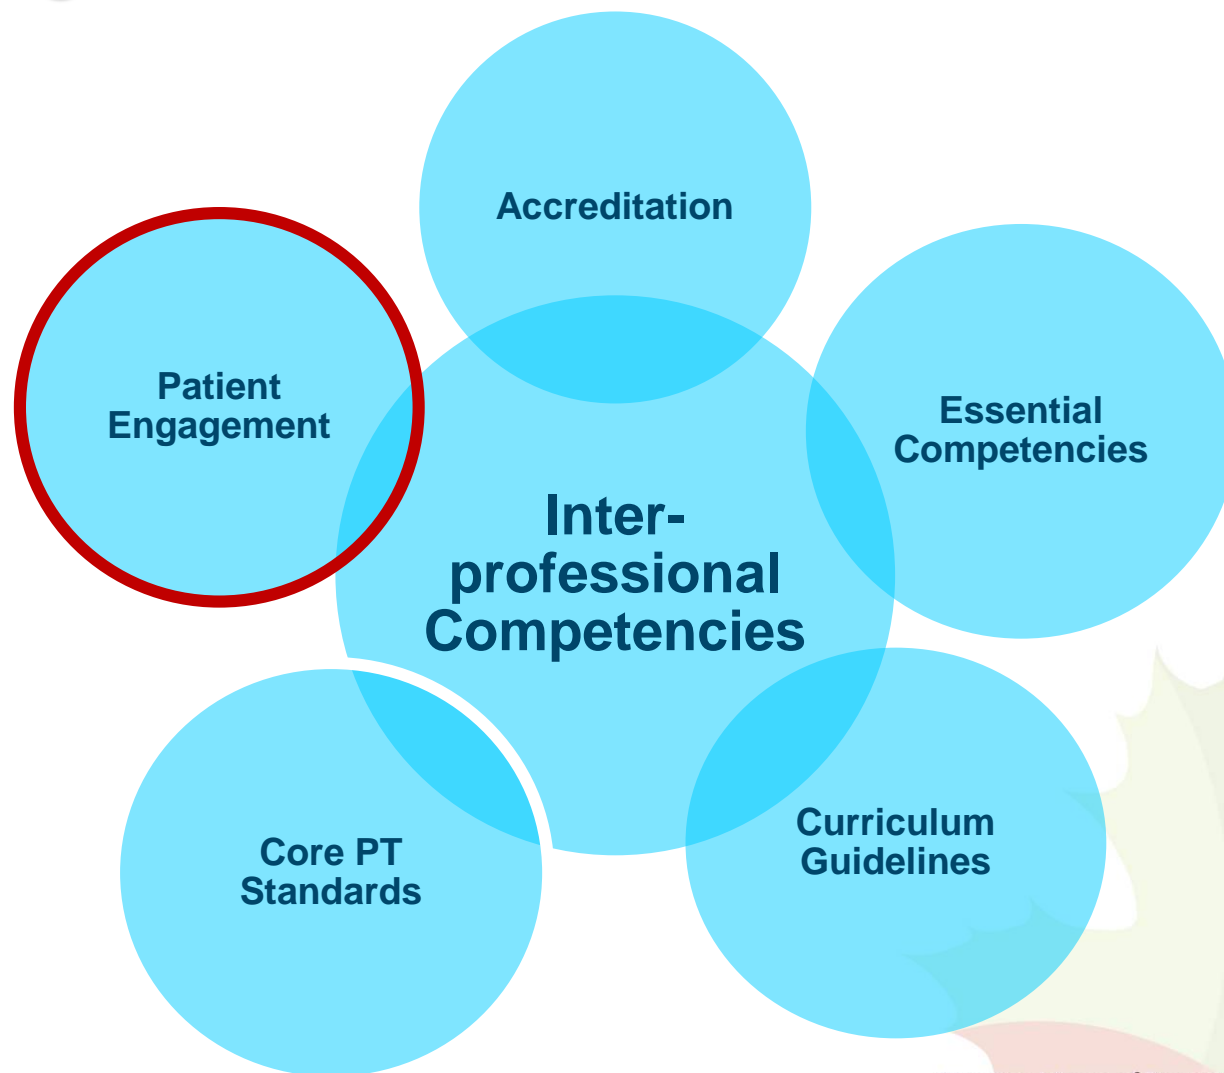 Accreditation
Patient
Engagement
Essential
Competencies
Inter-
professional
Competencies
Core PT
Standards
Curriculum
Guidelines